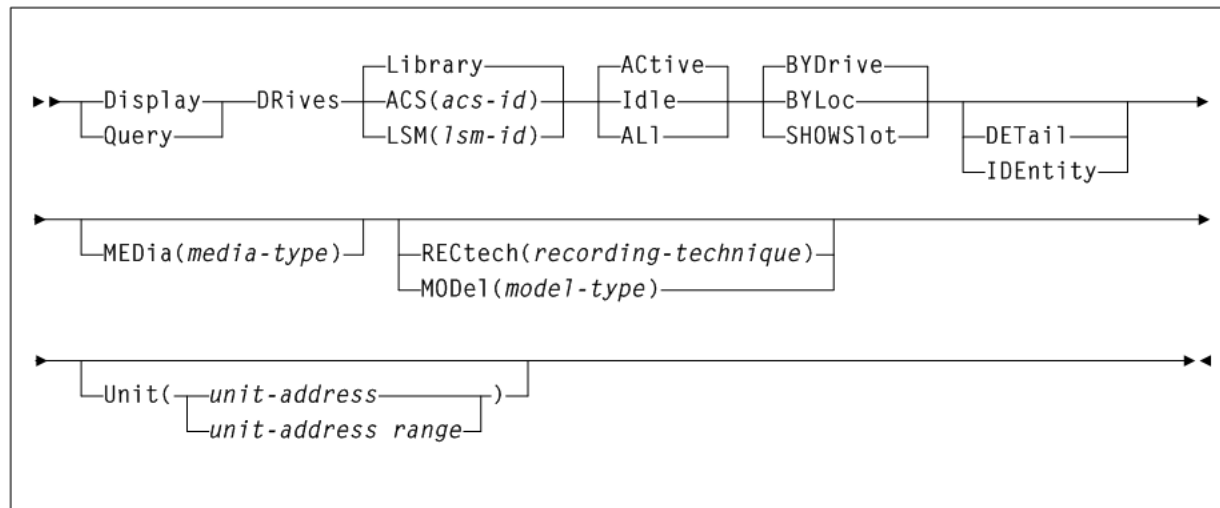 Library ACtive BYDrive
Display DRives ACS(acs-id) Idle BYLoc
Query LSM(lsm-id) ALl SHOWSlot DETail
IDEntity
MEDia(media-type) RECtech(recording-technique)
MODel(model-type)
Unit( unit-address )
unit-address range